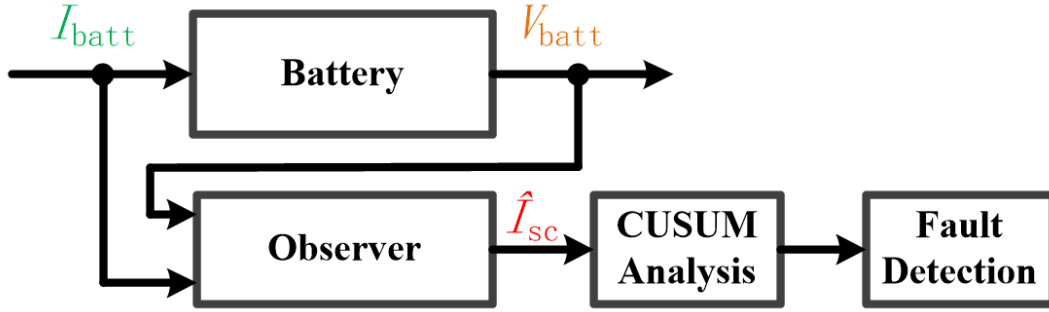 I_batt
V_batt
Battery
Observer
Î_sc
CUSUM
Analysis
Fault
Detection